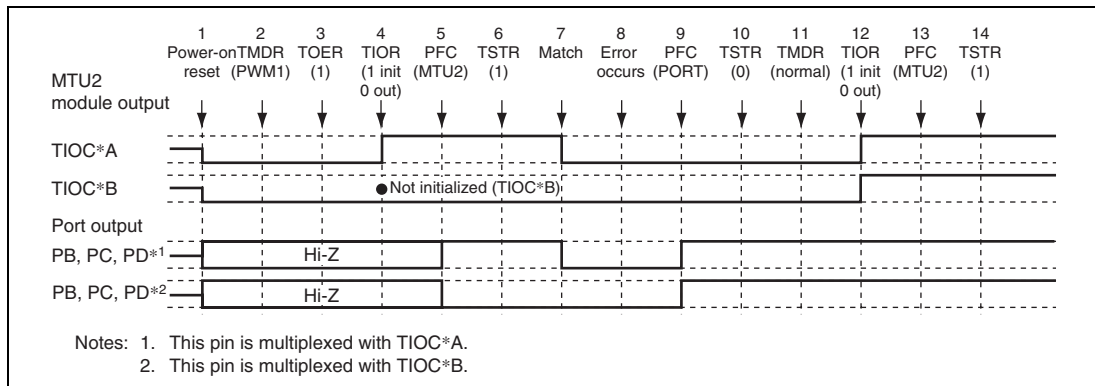 1 2 3 4 5 6 7 8 9 10 11 12 13 14
Power-on TMDR TOER TIOR PFC TSTR Match Error PFC TSTR TMDR TIOR PFC TSTR
reset (PWM1) (1) (1 init (MTU2) (1) occurs (PORT) (0) (normal) (1 init (MTU2) (1)
0 out) 0 out)
MTU2
module output
TIOC*A
TIOC*B
●Not initialized (TIOC*B)
Port output
PB, PC, PD*1 Hi-Z
PB, PC, PD*2 Hi-Z
Notes: 1. This pin is multiplexed with TIOC*A.
2. This pin is multiplexed with TIOC*B.